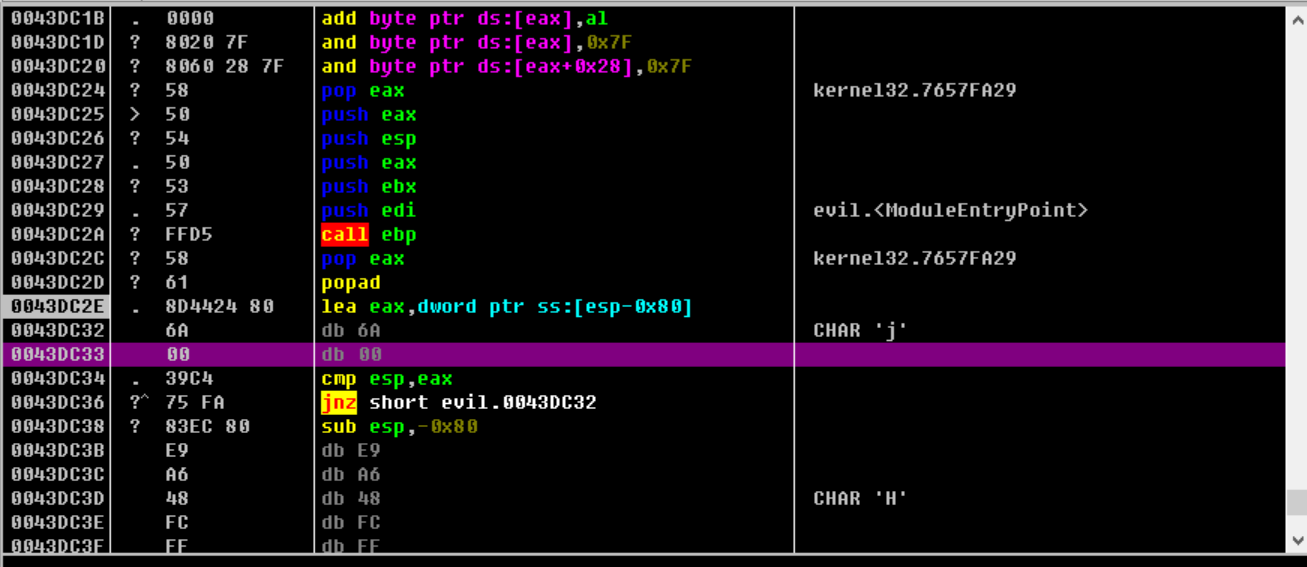 0043DC1B . 0000 add byte ptr ds:[eax],al
0043DC1D ? 8020 7F and byte ptr ds:[eax],0x7F
0043DC20 ? 8060 28 7F and byte ptr ds:[eax+0x28],0x7F
0043DC24 ? 58 pop eax kernel32.7657FA29
0043DC25 > 50 push eax
0043DC26 ? 54 push esp
0043DC27 . 50 push eax
0043DC28 ? 53 push ebx
0043DC29 . 57 push edi evil.<ModuleEntryPoint>
0043DC2A ? FFD5 call ebp
0043DC2C ? 58 pop eax kernel32.7657FA29
0043DC2D ? 61 popad
0043DC2E . 8D4424 80 lea eax,dword ptr ss:[esp-0x80]
0043DC32 6A db 6A CHAR 'j'
0043DC33 00 db 00
0043DC34 . 39C4 cmp esp,eax
0043DC36 ?^ 75 FA jnz short evil.0043DC32
0043DC38 ? 83EC 80 sub esp,-0x80
0043DC3B E9 db E9
0043DC3C A6 db A6
0043DC3D 48 db 48 CHAR 'H'
0043DC3E FC db FC
0043DC3F FF db FF